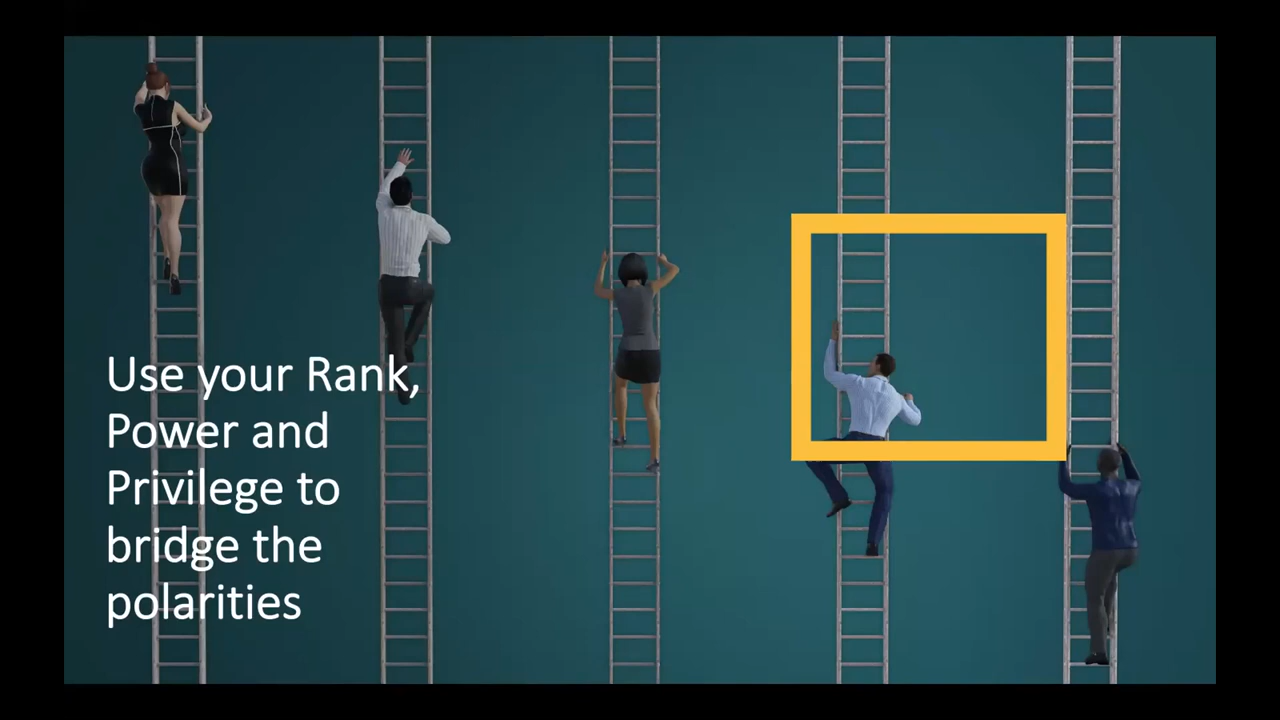 Use your Rank,
Power and
Privilege to
bridge the
polarities